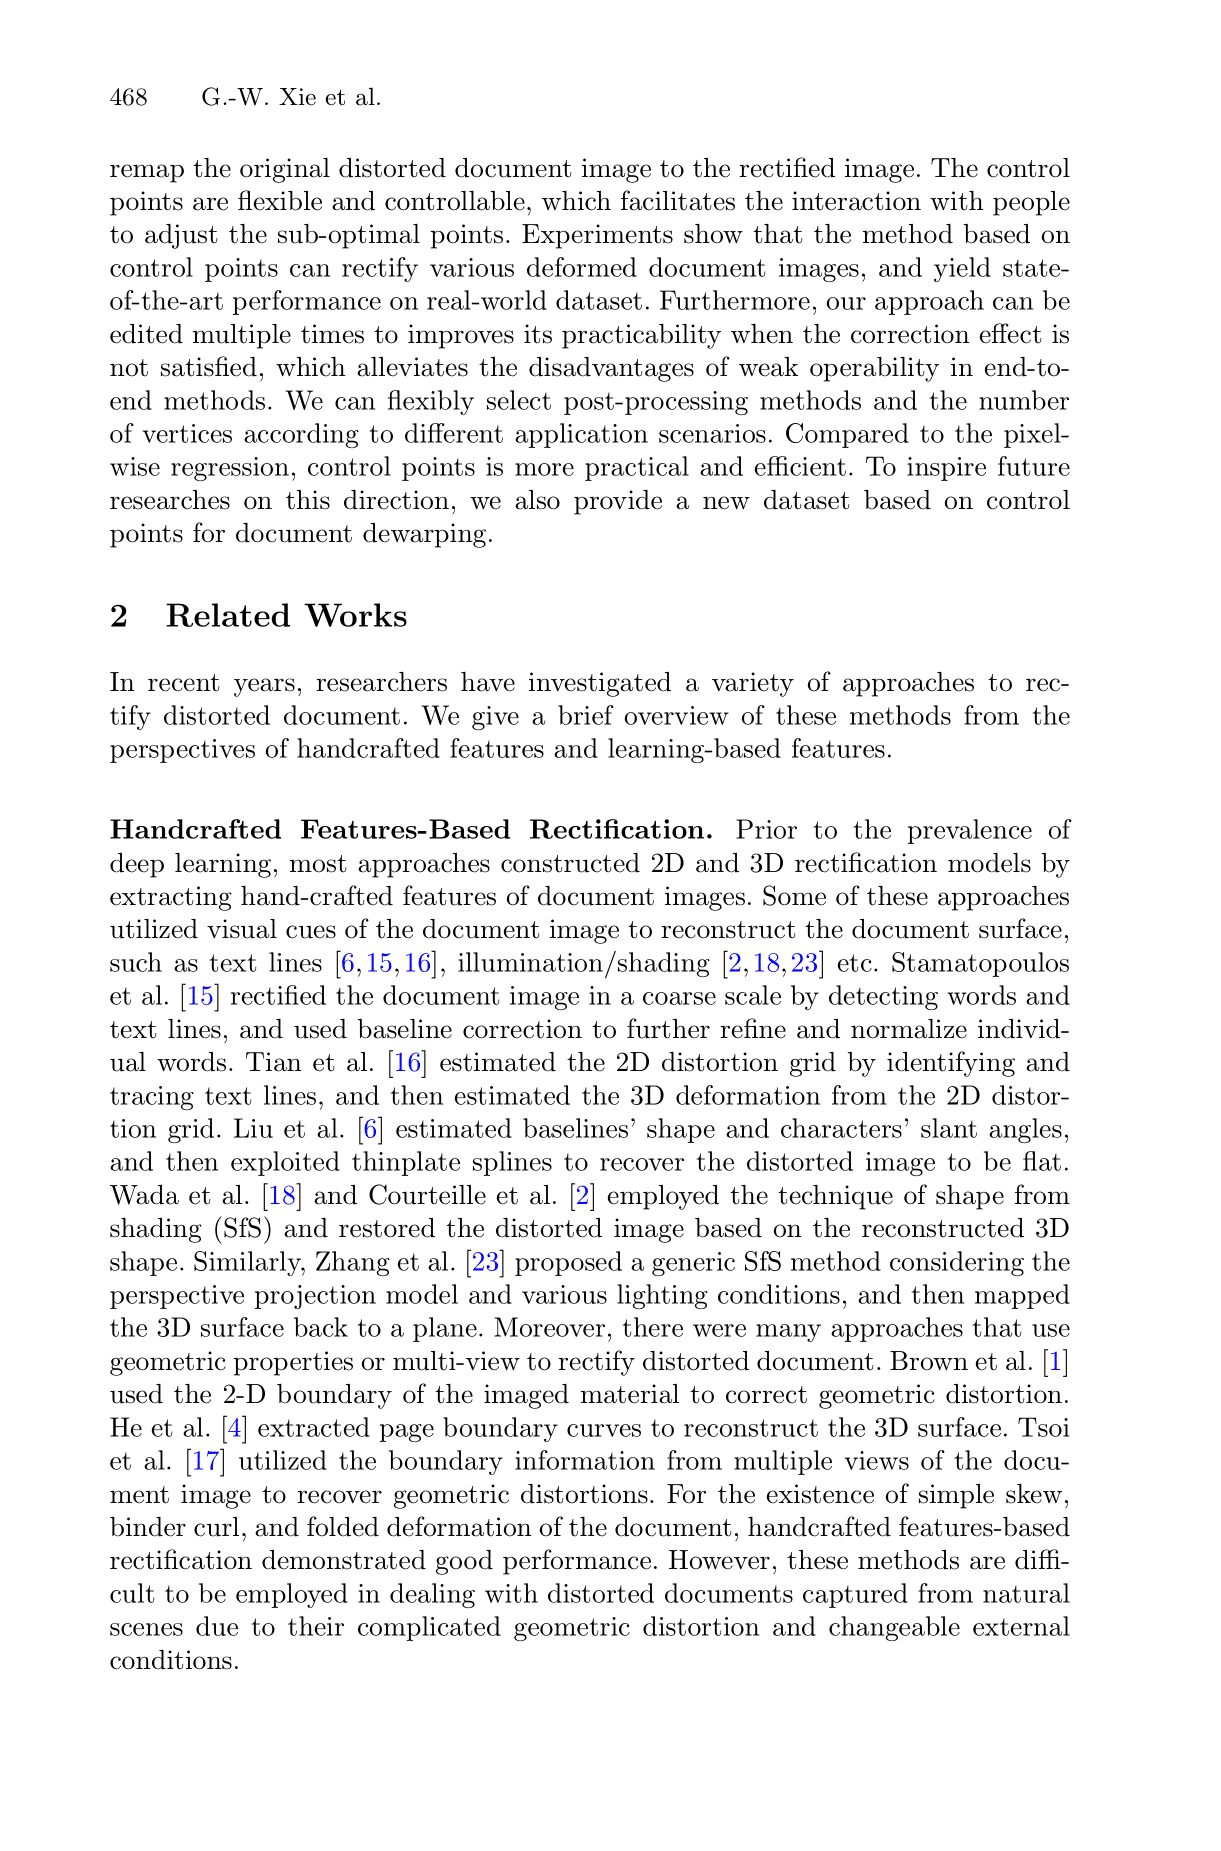 468 G.-W. Xie et al.
remap the original distorted document image to the rectified image. The control
points are flexible and controllable, which facilitates the interaction with people
to adjust the sub-optimal points. Experiments show that the method based on
control points can rectify various deformed document images, and yield state-
of-the-art performance on real-world dataset. Furthermore, our approach can be
edited multiple times to improves its practicability when the correction effect is
not satisfied, which alleviates the disadvantages of weak operability in end-to-
end methods. We can flexibly select post-processing methods and the number
of vertices according to different application scenarios. Compared to the pixel-
wise regression, control points is more practical and efficient. To inspire future
researches on this direction, we also provide a new dataset based on control
points for document dewarping.
2 Related Works
In recent years, researchers have investigated a variety of approaches to rec-
tify distorted document. We give a brief overview of these methods from the
perspectives of handcrafted features and learning-based features.
Handcrafted Features-Based Rectification. Prior to the prevalence of
deep learning, most approaches constructed 2D and 3D rectification models by
extracting hand-crafted features of document images. Some of these approaches
utilized visual cues of the document image to reconstruct the document surface,
such as text lines [6,15,16], illumination/shading [2,18,23] etc. Stamatopoulos
et al. [15] rectified the document image in a coarse scale by detecting words and
text lines, and used baseline correction to further refine and normalize individ-
ual words. Tian et al. [16] estimated the 2D distortion grid by identifying and
tracing text lines, and then estimated the 3D deformation from the 2D distor-
tion grid. Liu et al. [6] estimated baselines' shape and characters' slant angles,
and then exploited thinplate splines to recover the distorted image to be flat.
Wada et al. [18] and Courteille et al. [2] employed the technique of shape from
shading (SfS) and restored the distorted image based on the reconstructed 3D
shape. Similarly, Zhang et al. [23] proposed a generic SfS method considering the
perspective projection model and various lighting conditions, and then mapped
the 3D surface back to a plane. Moreover, there were many approaches that use
geometric properties or multi-view to rectify distorted document. Brown et al. [1]
used the 2-D boundary of the imaged material to correct geometric distortion.
He et al. [4] extracted page boundary curves to reconstruct the 3D surface. Tsoi
et al. [17] utilized the boundary information from multiple views of the docu-
ment image to recover geometric distortions. For the existence of simple skew,
binder curl, and folded deformation of the document, handcrafted features-based
rectification demonstrated good performance. However, these methods are diffi-
cult to be employed in dealing with distorted documents captured from natural
scenes due to their complicated geometric distortion and changeable external
conditions.